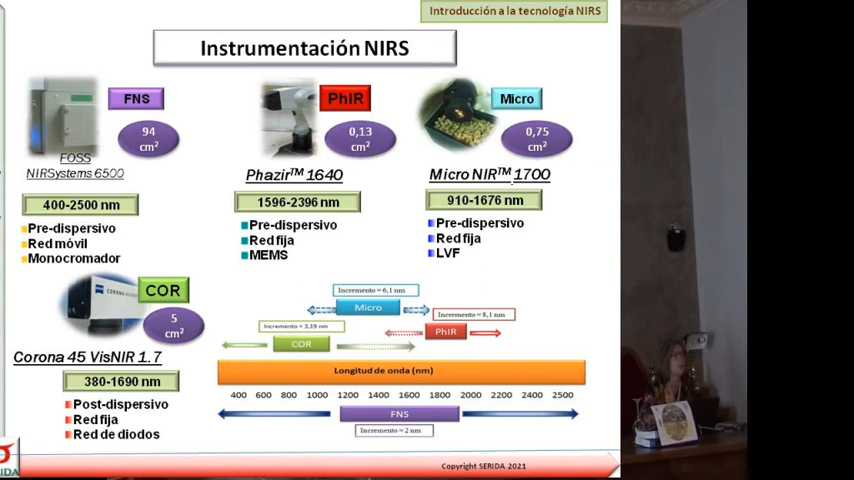 Introducción a la tecnología NIRS
Instrumentación NIRS
FNS
94
cm²
FOSS
NIRSystems 6500
400-2500 nm
Pre-dispersivo
Red móvil
Monocromador
PhIR
0,13
cm²
Phazir™ 1640
1596-2396 nm
Pre-dispersivo
Red fija
MEMS
Micro
0,75
cm²
Micro NIR™ 1700
910-1676 nm
Pre-dispersivo
Red fija
LVF
COR
5
cm²
Corona 45 VisNIR 1.7
380-1690 nm
Post-dispersivo
Red fija
Red de diodos
Incremento = 6,1 nm
Micro
Incremento = 8,1 nm
PhIR
Incremento = 3,19 nm
COR
Longitud de onda (nm)
400 600 800 1000 1200 1400 1600 1800 2000 2200 2400 2500
FNS
Incremento = 2 nm
Copyright SERIDA 2021